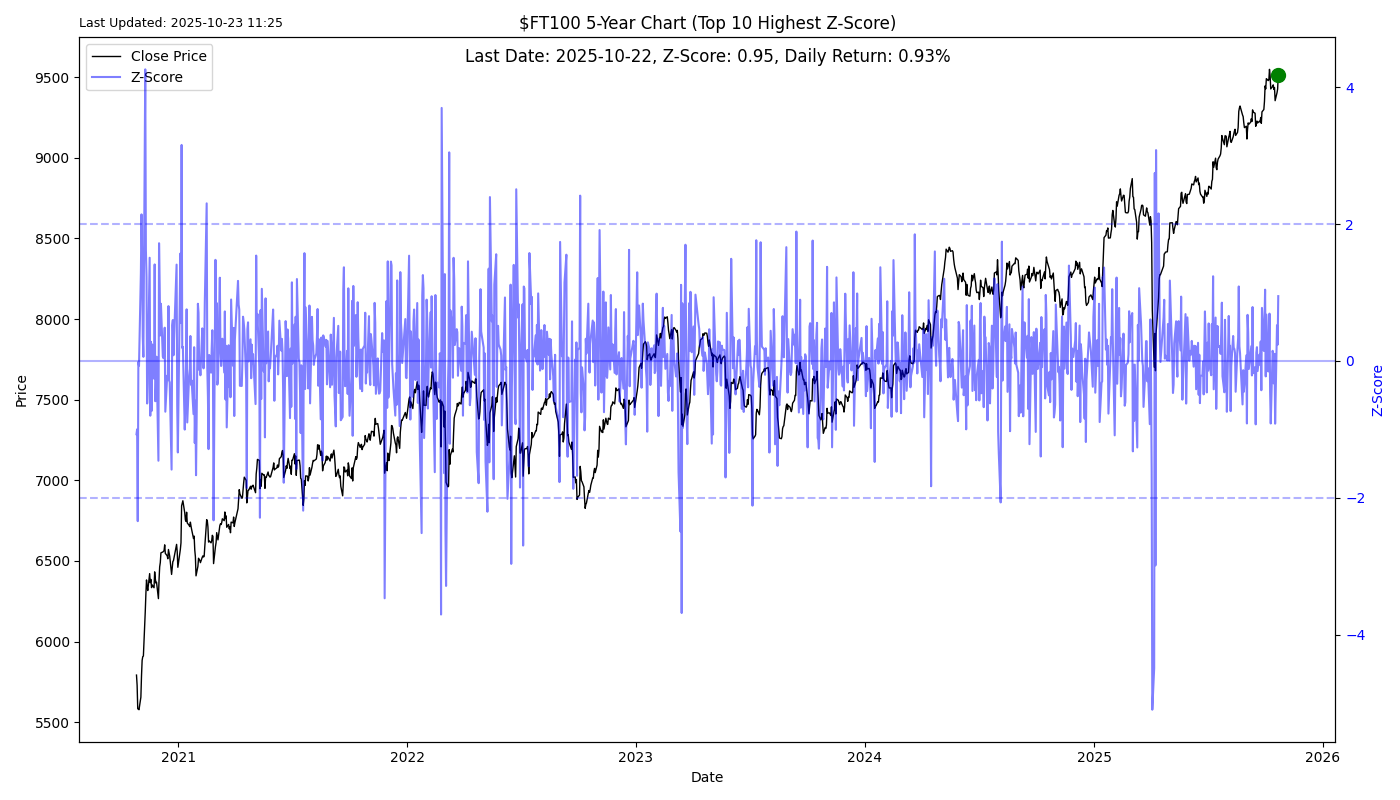 Last Updated: 2025-10-23 11:25
$FT100 5-Year Chart (Top 10 Highest Z-Score)
Last Date: 2025-10-22, Z-Score: 0.95, Daily Return: 0.93%
Close Price
Z-Score
9500
9000
8500
8000
7500
7000
6500
6000
5500
Price
4
2
0
−2
−4
Z-Score
2021
2022
2023
2024
2025
2026
Date